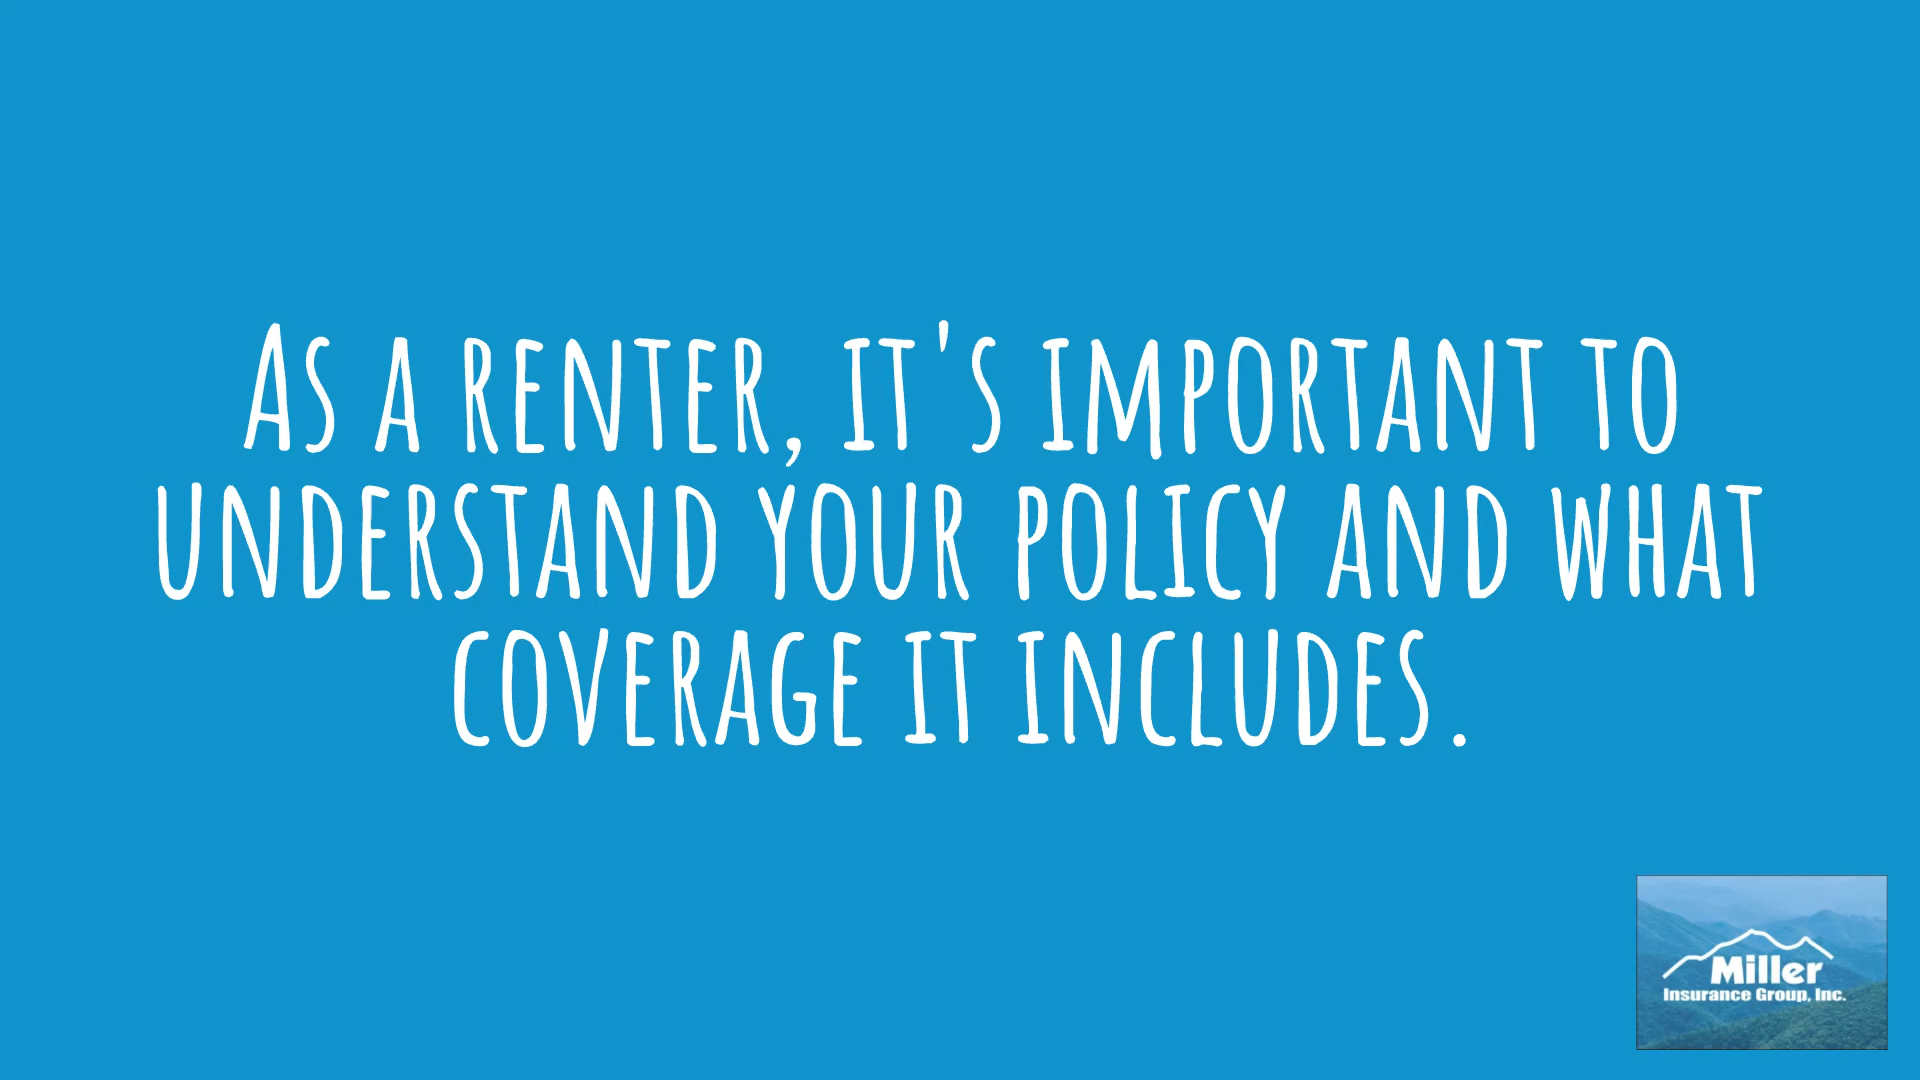 As a renter, it's important to
understand your policy and what
coverage it includes.
Miller
Insurance Group, Inc.